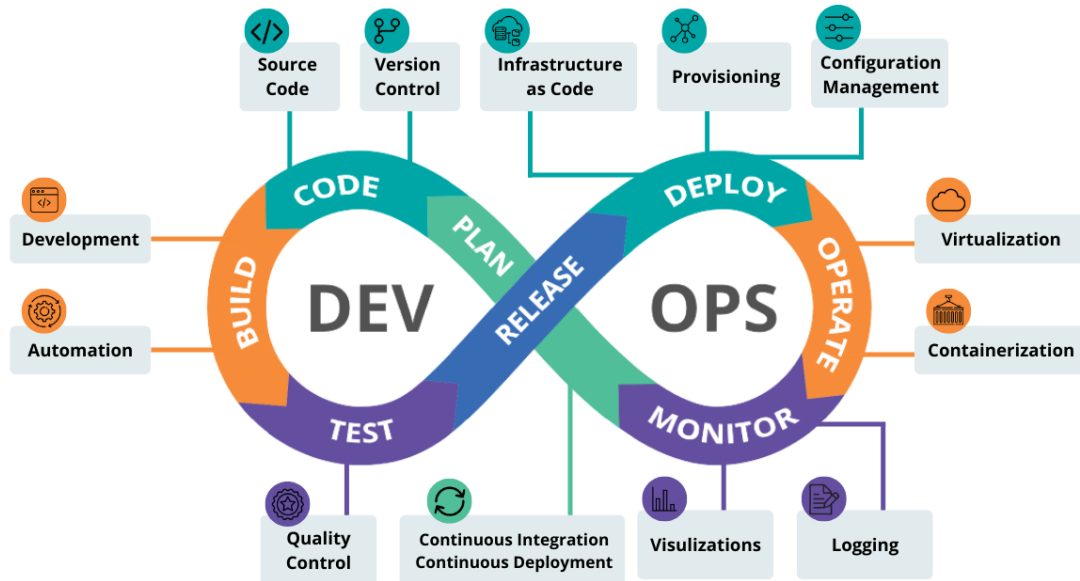 Source
Code
Version
Control
Infrastructure
as Code
Provisioning
Configuration
Management
CODE
DEPLOY
PLAN
Development
Virtualization
BUILD
DEV
RELEASE
OPS
OPERATE
Automation
Containerization
TEST
MONITOR
Quality
Control
Continuous Integration
Continuous Deployment
Visulizations
Logging